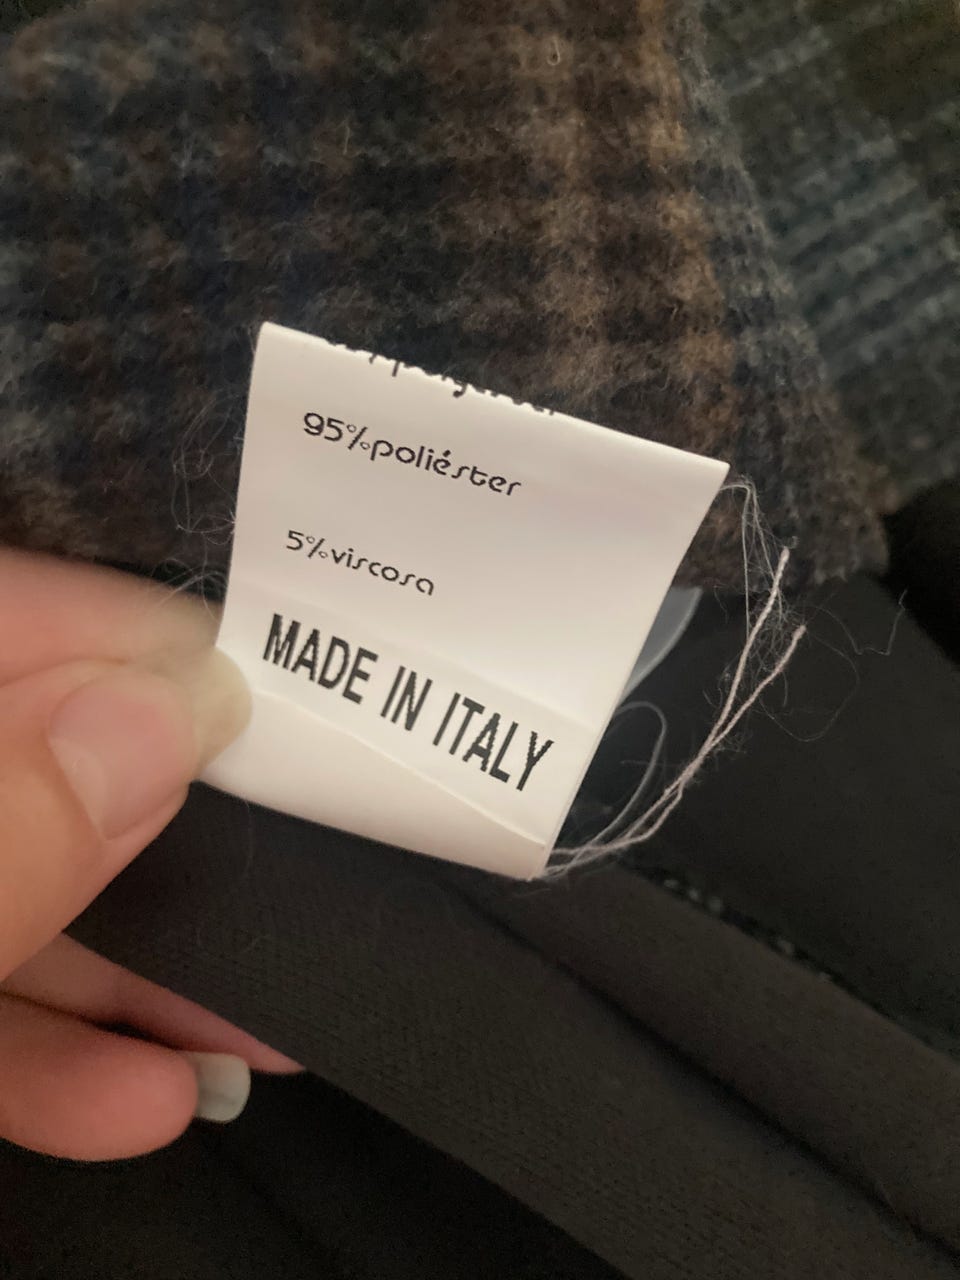 95%poliéster
5%viscosa
MADE IN ITALY